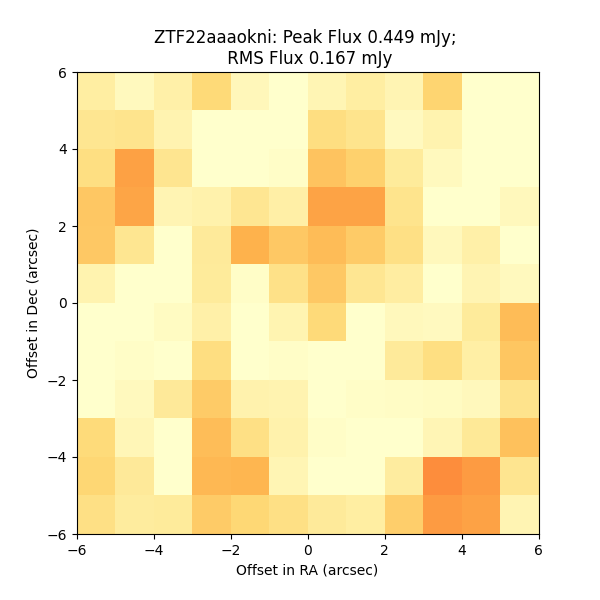 ZTF22aaaokni: Peak Flux 0.449 mJy;
RMS Flux 0.167 mJy
6
4
2
0
−2
−4
−6
Offset in Dec (arcsec)
−6 −4 −2 0 2 4 6
Offset in RA (arcsec)